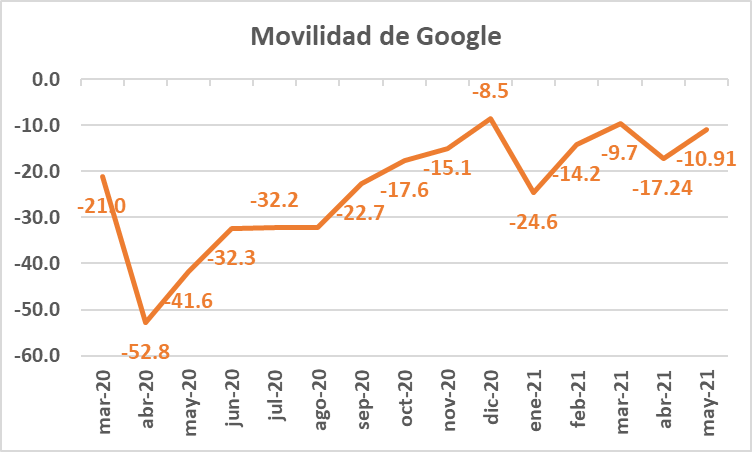 Movilidad de Google
0.0
-10.0
-20.0
-30.0
-40.0
-50.0
-60.0
-21.0
-52.8
-41.6
-32.3
-32.2
-22.7
-17.6
-15.1
-8.5
-24.6
-14.2
-9.7
-17.24
-10.91
mar-20
abr-20
may-20
jun-20
jul-20
ago-20
sep-20
oct-20
nov-20
dic-20
ene-21
feb-21
mar-21
abr-21
may-21